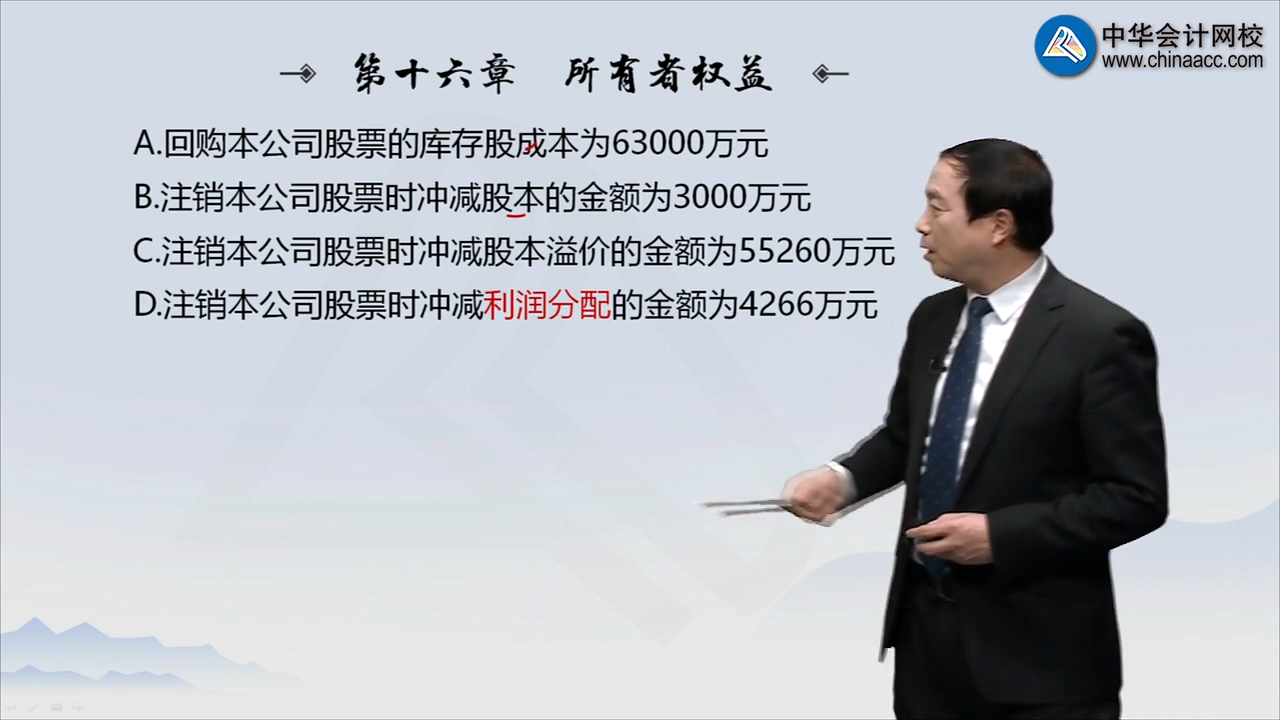 中华会计网校
www.chinaacc.com
第十六章 所有者权益
A.回购本公司股票的库存股成本为63000万元
B.注销本公司股票时冲减股本的金额为3000万元
C.注销本公司股票时冲减股本溢价的金额为55260万元
D.注销本公司股票时冲减利润分配的金额为4266万元